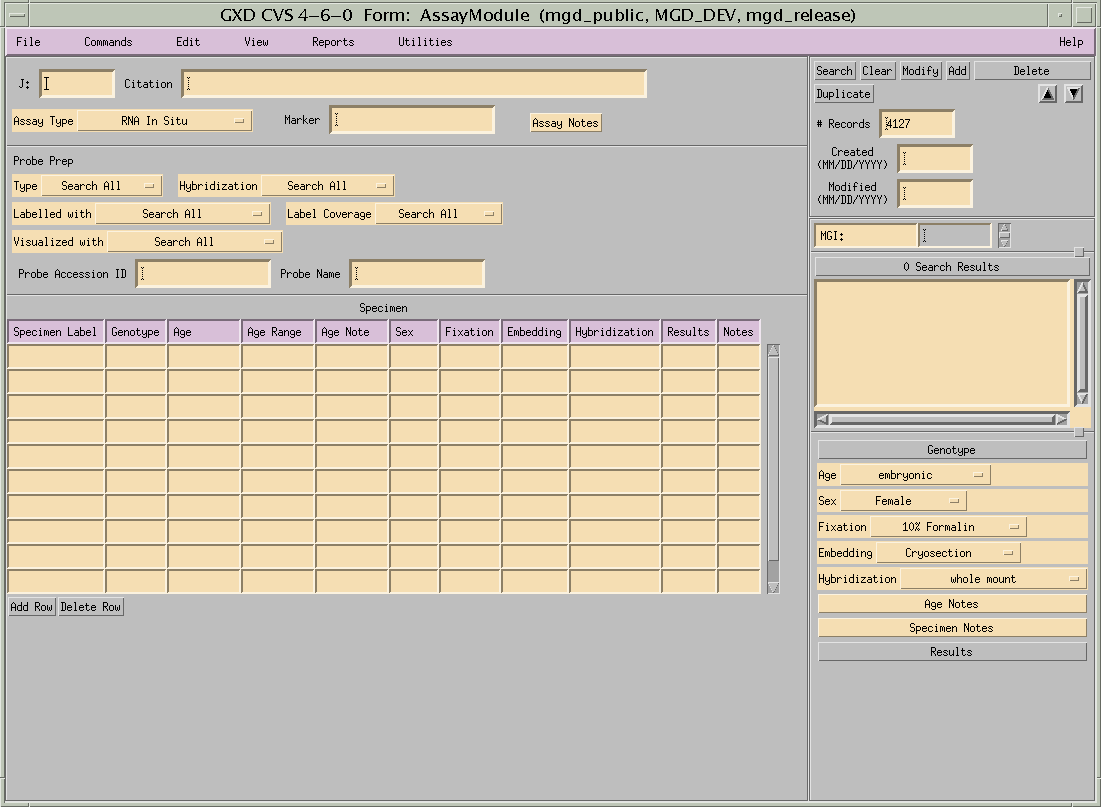 GXD CVS 4-6-0 Form: AssayModule (mgd_public, MGD_DEV, mgd_release)
File Commands Edit View Reports Utilities Help
J: Citation
Assay Type RNA In Situ Marker Assay Notes
Probe Prep
Type Search All Hybridization Search All
Labelled with Search All Label Coverage Search All
Visualized with Search All
Probe Accession ID Probe Name
Specimen
Specimen Label Genotype Age Age Range Age Note Sex Fixation Embedding Hybridization Results Notes
Add Row Delete Row
Search Clear Modify Add Delete
Duplicate
# Records 4127
Created
(MM/DD/YYYY)
Modified
(MM/DD/YYYY)
MGI:
0 Search Results
Genotype
Age embryonic
Sex Female
Fixation 10% Formalin
Embedding Cryosection
Hybridization whole mount
Age Notes
Specimen Notes
Results